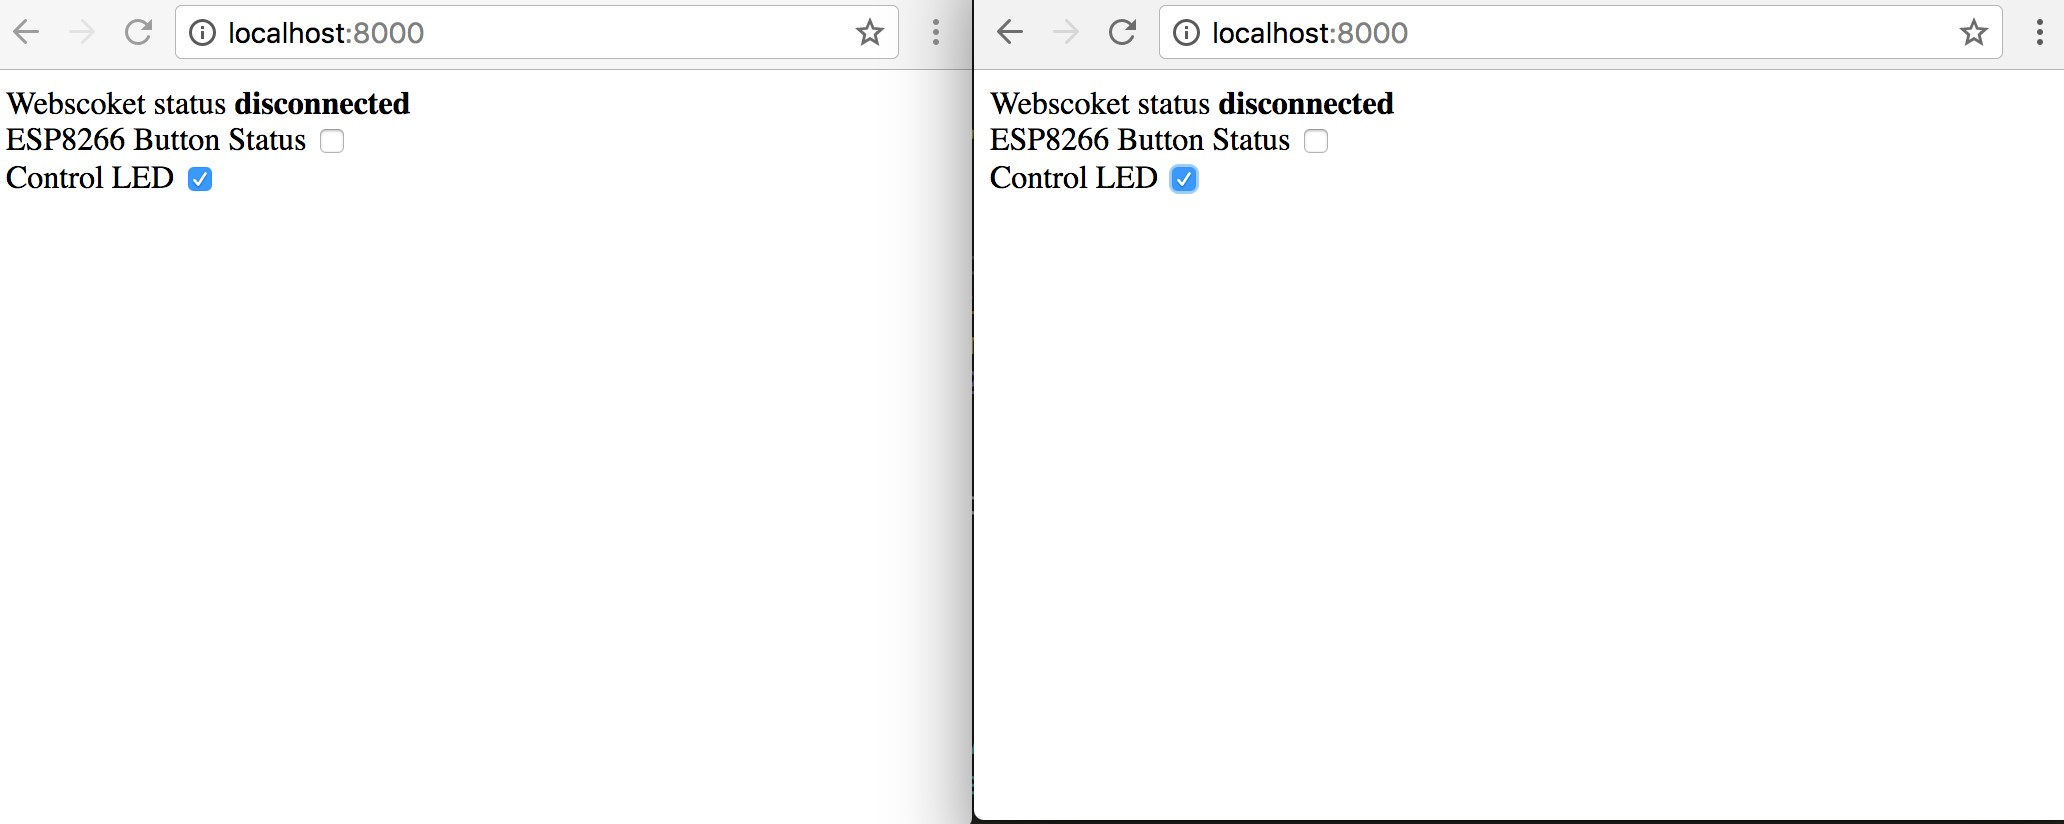 localhost:8000
Webscoket status disconnected
ESP8266 Button Status
Control LED
localhost:8000
Webscoket status disconnected
ESP8266 Button Status
Control LED